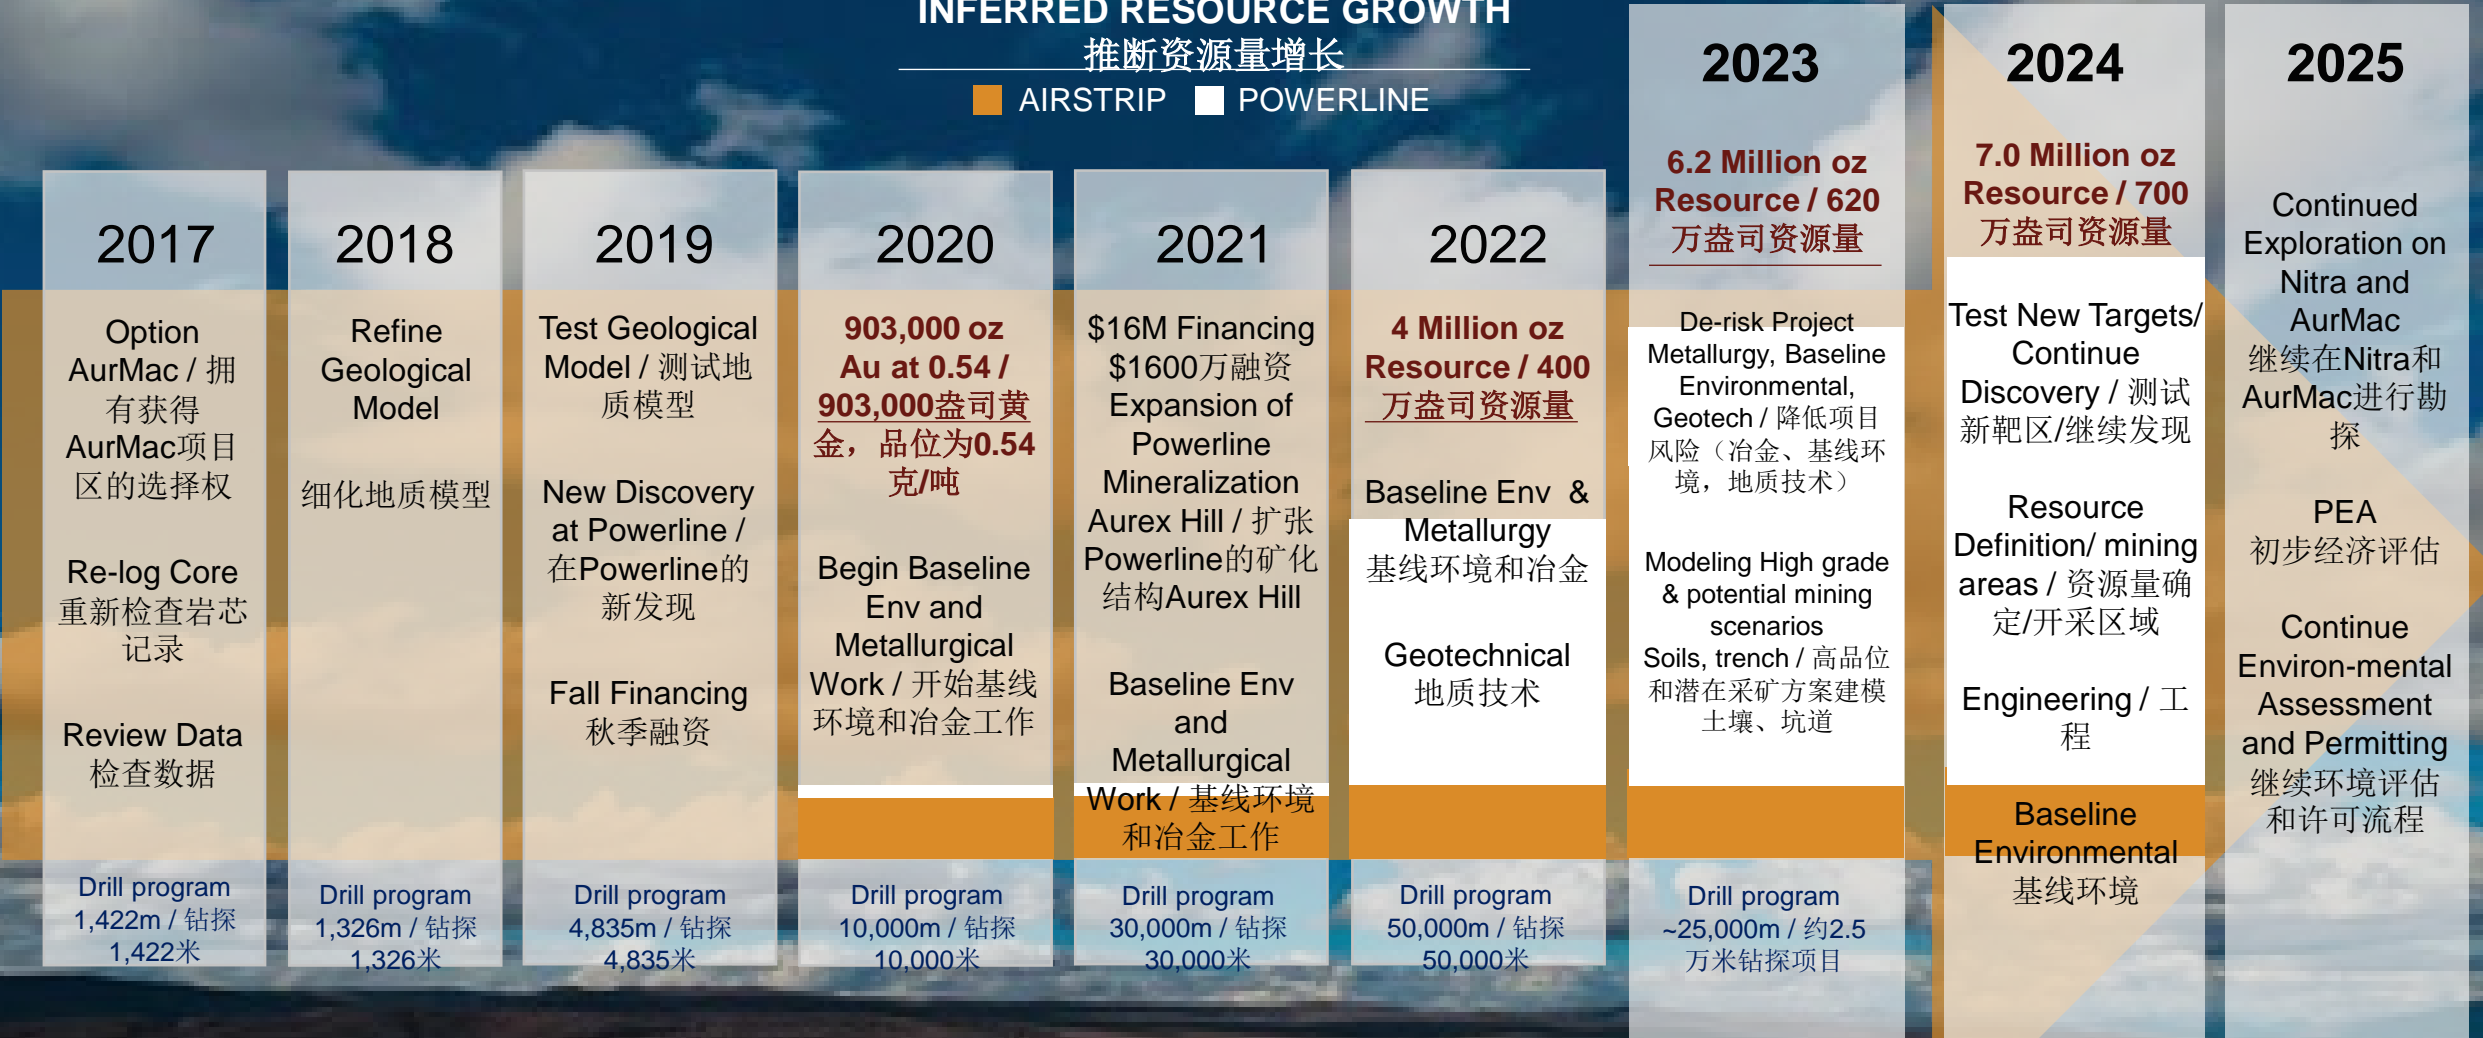 INFERRED RESOURCE GROWTH
推断资源量增长
AIRSTRIP
POWERLINE
2017
Option
AurMac / 拥
有获得
AurMac项目
区的选择权
Re-log Core
重新检查岩芯
记录
Review Data
检查数据
Drill program
1,422m / 钻探
1,422米
2018
Refine
Geological
Model
细化地质模型
Drill program
1,326m / 钻探
1,326米
2019
Test Geological
Model / 测试地
质模型
New Discovery
at Powerline /
在Powerline的
新发现
Fall Financing
秋季融资
Drill program
4,835m / 钻探
4,835米
2020
903,000 oz
Au at 0.54 /
903,000盎司黄
金，品位为0.54
克/吨
Begin Baseline
Env and
Metallurgical
Work / 开始基线
环境和冶金工作
Drill program
10,000m / 钻探
10,000米
2021
$16M Financing
$1600万融资
Expansion of
Powerline
Mineralization
Aurex Hill / 扩张
Powerline的矿化
结构Aurex Hill
Baseline Env
and
Metallurgical
Work / 基线环境
和冶金工作
Drill program
30,000m / 钻探
30,000米
2022
4 Million oz
Resource / 400
万盎司资源量
Baseline Env &
Metallurgy
基线环境和冶金
Geotechnical
地质技术
Drill program
50,000m / 钻探
50,000米
2023
6.2 Million oz
Resource / 620
万盎司资源量
De-risk Project
Metallurgy, Baseline
Environmental,
Geotech / 降低项目
风险（冶金、基线环
境，地质技术）
Modeling High grade
& potential mining
scenarios
Soils, trench / 高品位
和潜在采矿方案建模
土壤、坑道
Drill program
~25,000m / 约2.5
万米钻探项目
2024
7.0 Million oz
Resource / 700
万盎司资源量
Test New Targets/
Continue
Discovery / 测试
新靶区/继续发现
Resource
Definition/ mining
areas / 资源量确
定/开采区域
Engineering / 工
程
Baseline
Environmental
基线环境
2025
Continued
Exploration on
Nitra and
AurMac
继续在Nitra和
AurMac进行勘
探
PEA
初步经济评估
Continue
Environ-mental
Assessment
and Permitting
继续环境评估
和许可流程